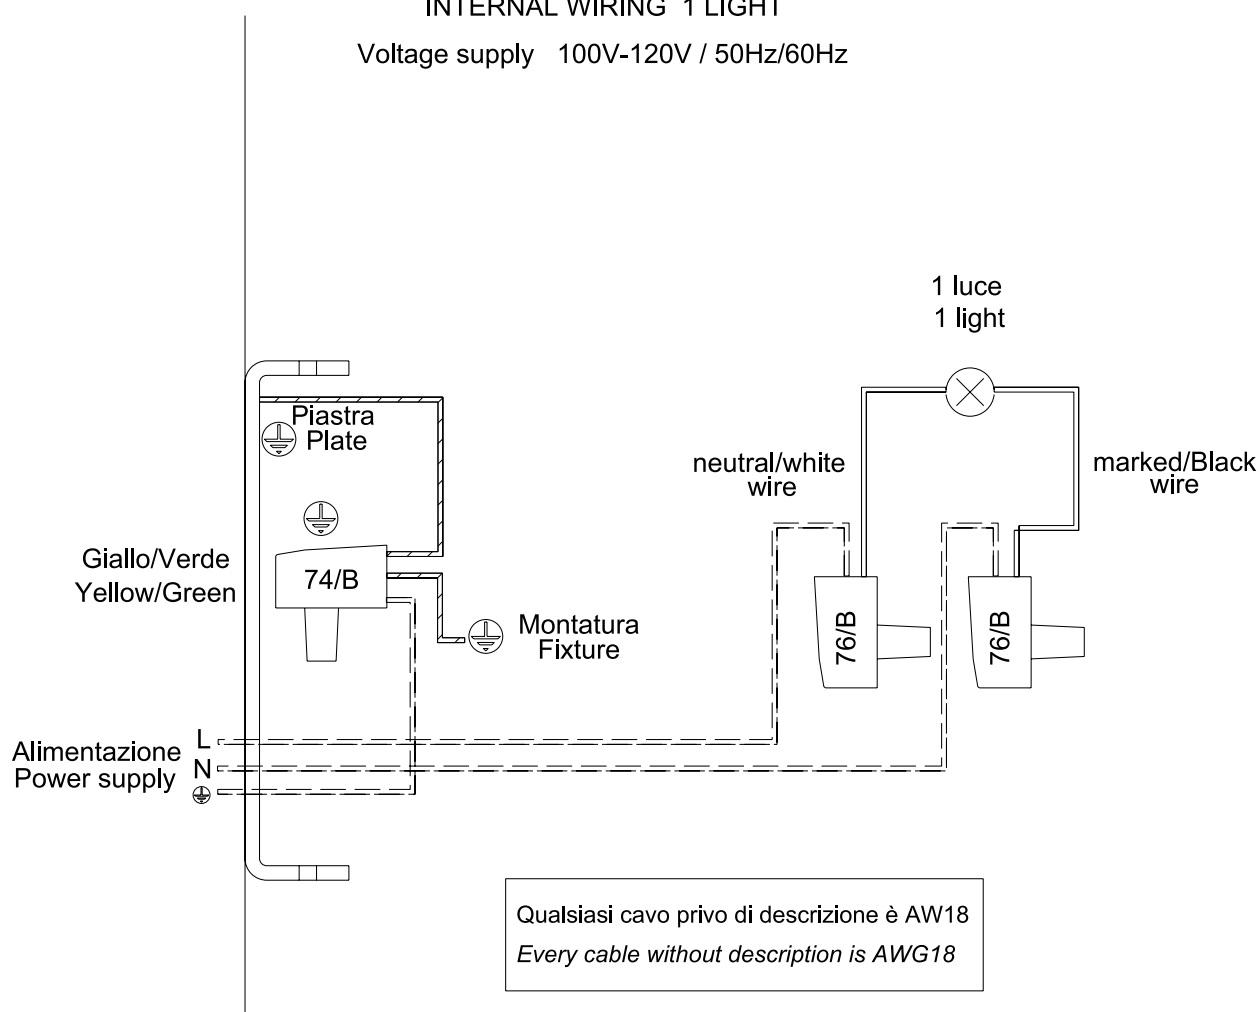 INTERNAL WIRING 1 LIGHT
Voltage supply 100V-120V / 50Hz/60Hz
1 luce
1 light
Piastra
Plate
neutral/white
wire
marked/Black
wire
Giallo/Verde
Yellow/Green
74/B
Montatura
Fixture
76/B
76/B
Alimentazione
Power supply
L
N
Qualsiasi cavo privo di descrizione è AW18
Every cable without description is AWG18